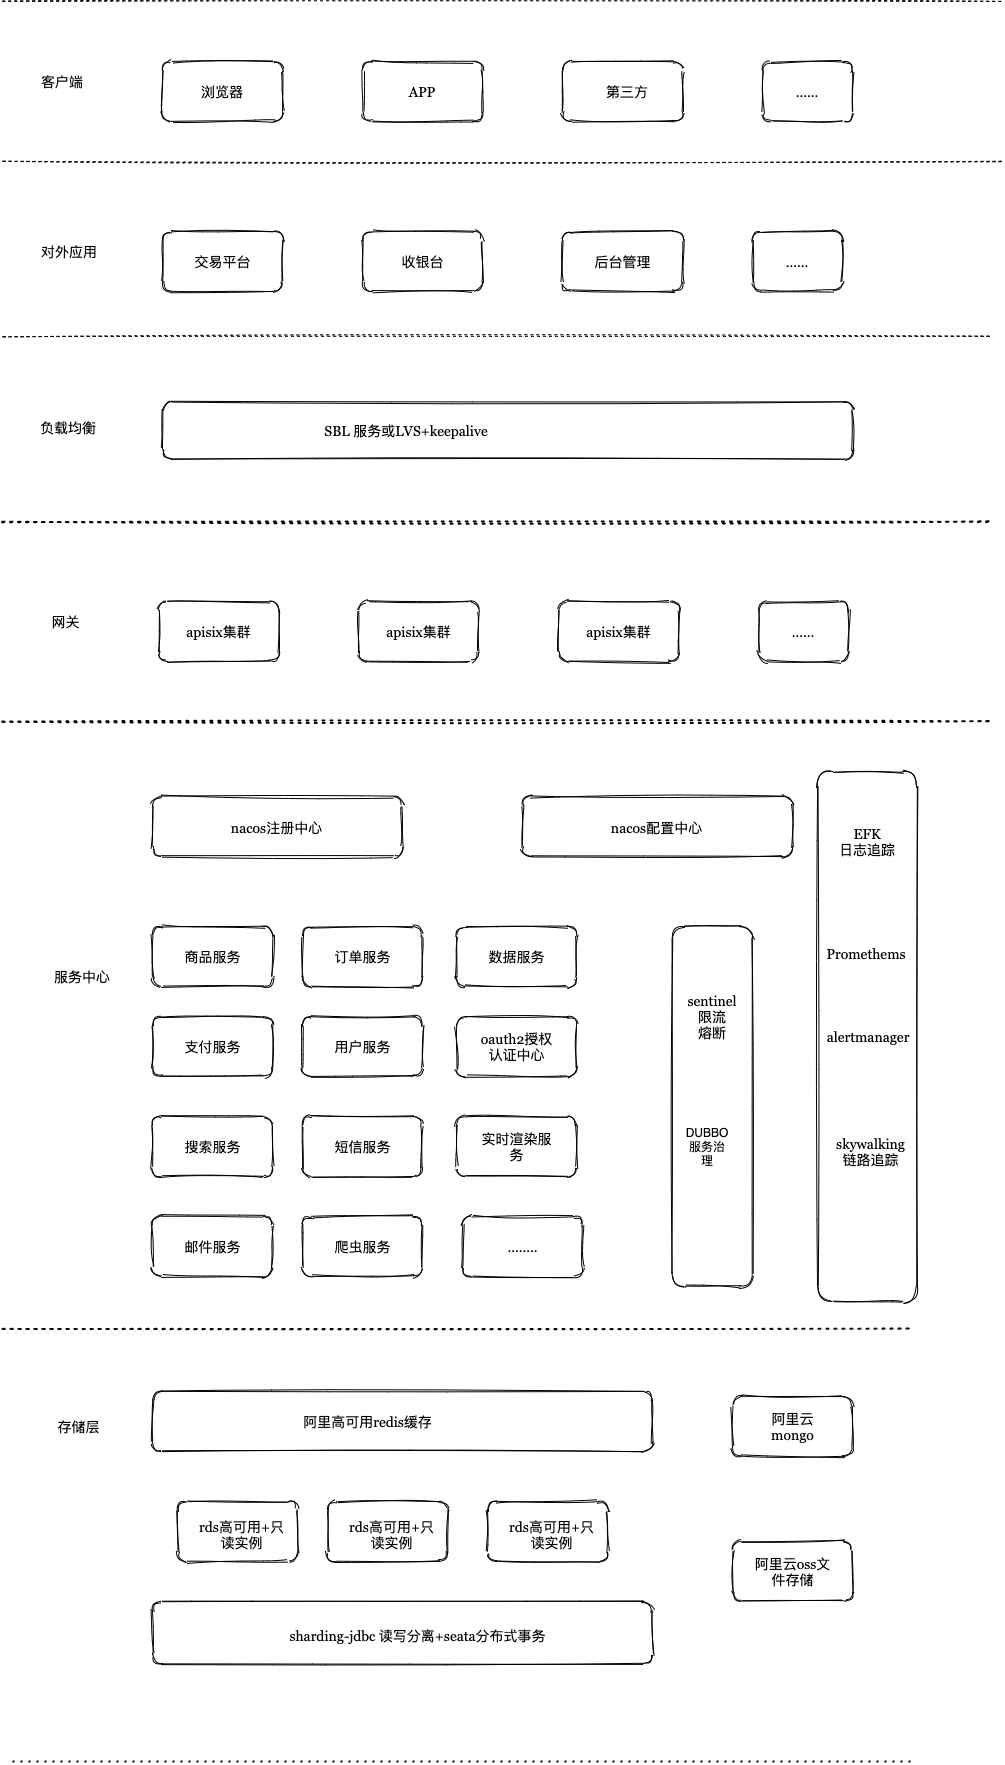 客户端
浏览器
APP
第三方
......
对外应用
交易平台
收银台
后台管理
......
负载均衡
SBL 服务或LVS+keepalive
网关
apisix集群
apisix集群
apisix集群
......
服务中心
nacos注册中心
nacos配置中心
商品服务
订单服务
数据服务
支付服务
用户服务
oauth2授权
认证中心
搜索服务
短信服务
实时渲染服
务
邮件服务
爬虫服务
........
sentinel
限流
熔断
DUBBO
服务治
理
EFK
日志追踪
Promethems
alertmanager
skywalking
链路追踪
存储层
阿里高可用redis缓存
阿里云
mongo
rds高可用+只
读实例
rds高可用+只
读实例
rds高可用+只
读实例
阿里云oss文
件存储
sharding-jdbc 读写分离+seata分布式事务